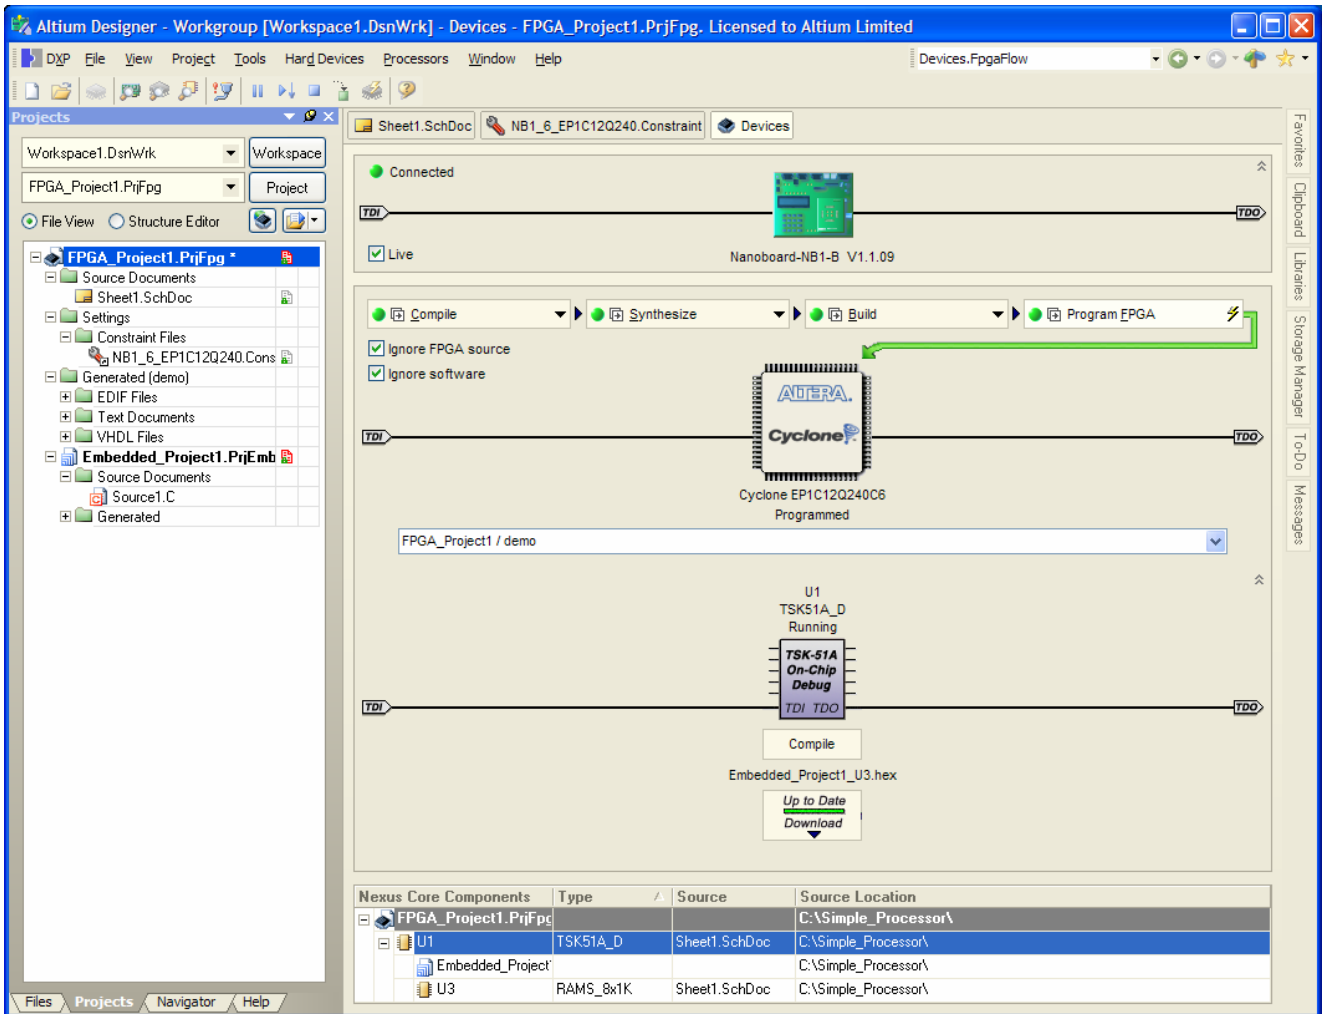 Altium Designer - Workgroup [Workspace1.DsnWrk] - Devices - FPGA_Project1.PrjFpg. Licensed to Altium Limited
DXP File View Project Tools Hard Devices Processors Window Help Devices.FpgaFlow
Projects
Sheet1.SchDoc NB1_6_EP1C12Q240.Constraint Devices
Workspace1.DsnWrk Workspace
FPGA_Project1.PrjFpg Project
File View Structure Editor
FPGA_Project1.PrjFpg *
Source Documents
Sheet1.SchDoc
Settings
Constraint Files
NB1_6_EP1C12Q240.Cons
Generated (demo)
EDIF Files
Text Documents
VHDL Files
Embedded_Project1.PrjEmb
Source Documents
Source1.C
Generated
Files Projects Navigator Help
Connected
TDI TDO
Live
Nanoboard-NB1-B V1.1.09
Compile Synthesize Build Program FPGA
Ignore FPGA source
Ignore software
ALTERA.
Cyclone
TDI TDO
Cyclone EP1C12Q240C6
Programmed
FPGA_Project1 / demo
U1
TSK51A_D
Running
TSK-51A
On-Chip
Debug
TDI TDO
TDI TDO
Compile
Embedded_Project1_U3.hex
Up to Date
Download
Nexus Core Components Type Source Source Location
FPGA_Project1.PrjFpg C:\Simple_Processor\
U1 TSK51A_D Sheet1.SchDoc C:\Simple_Processor\
Embedded_Project C:\Simple_Processor\
U3 RAMS_8x1K Sheet1.SchDoc C:\Simple_Processor\
Favorites
Clipboard
Libraries
Storage Manager
To-Do
Messages